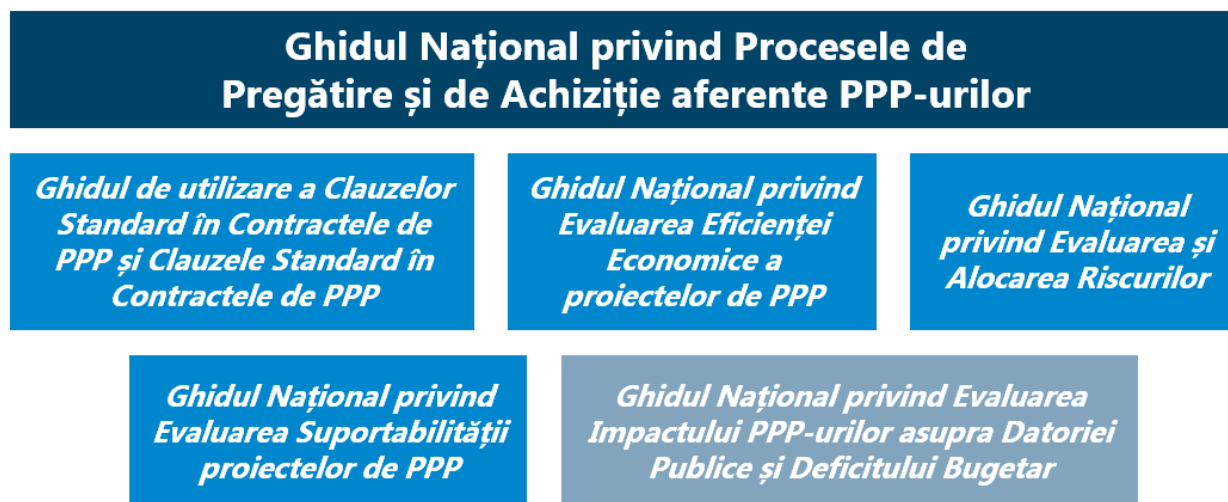 Ghidul Național privind Procesele de
Pregătire și de Achiziție aferente PPP-urilor
Ghidul de utilizare a Clauzelor
Standard în Contractele de
PPP și Clauzele Standard în
Contractele de PPP
Ghidul Național privind
Evaluarea Eficienței
Economice a
proiectelor de PPP
Ghidul Național
privind Evaluarea și
Alocarea Riscurilor
Ghidul Național privind
Evaluarea Suportabilității
proiectelor de PPP
Ghidul Național privind Evaluarea
Impactului PPP-urilor asupra Datoriei
Publice și Deficitului Bugetar